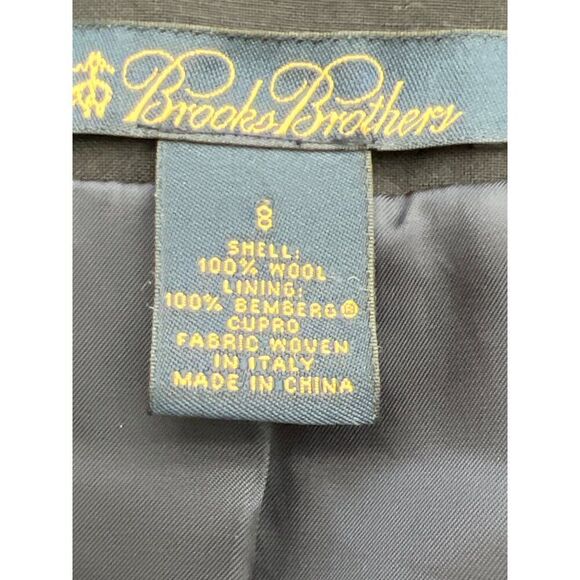 Brooks Brothers
8
SHELL:
100% WOOL
LINING:
100% BEMBERG®
CUPRO
FABRIC WOVEN
IN ITALY
MADE IN CHINA